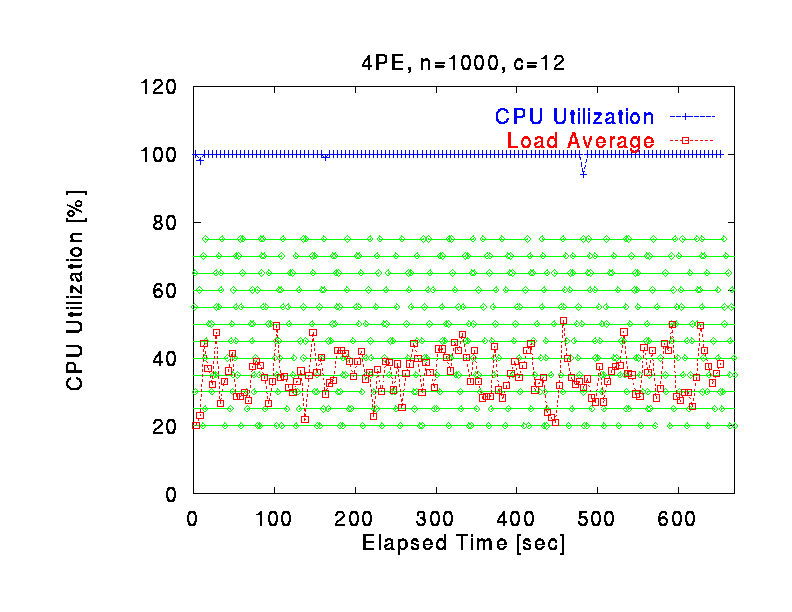 4PE, n=1000, c=12
120
CPU Utilization
Load Average
100
80
60
40
20
0
CPU Utilization [%]
0 100 200 300 400 500 600
Elapsed Time [sec]